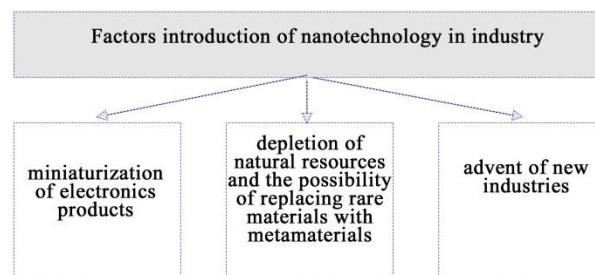 Factors introduction of nanotechnology in industry
miniaturization
of electronics
products
depletion of
natural resources
and the possibility
of replacing rare
materials with
metamaterials
advent of new
industries